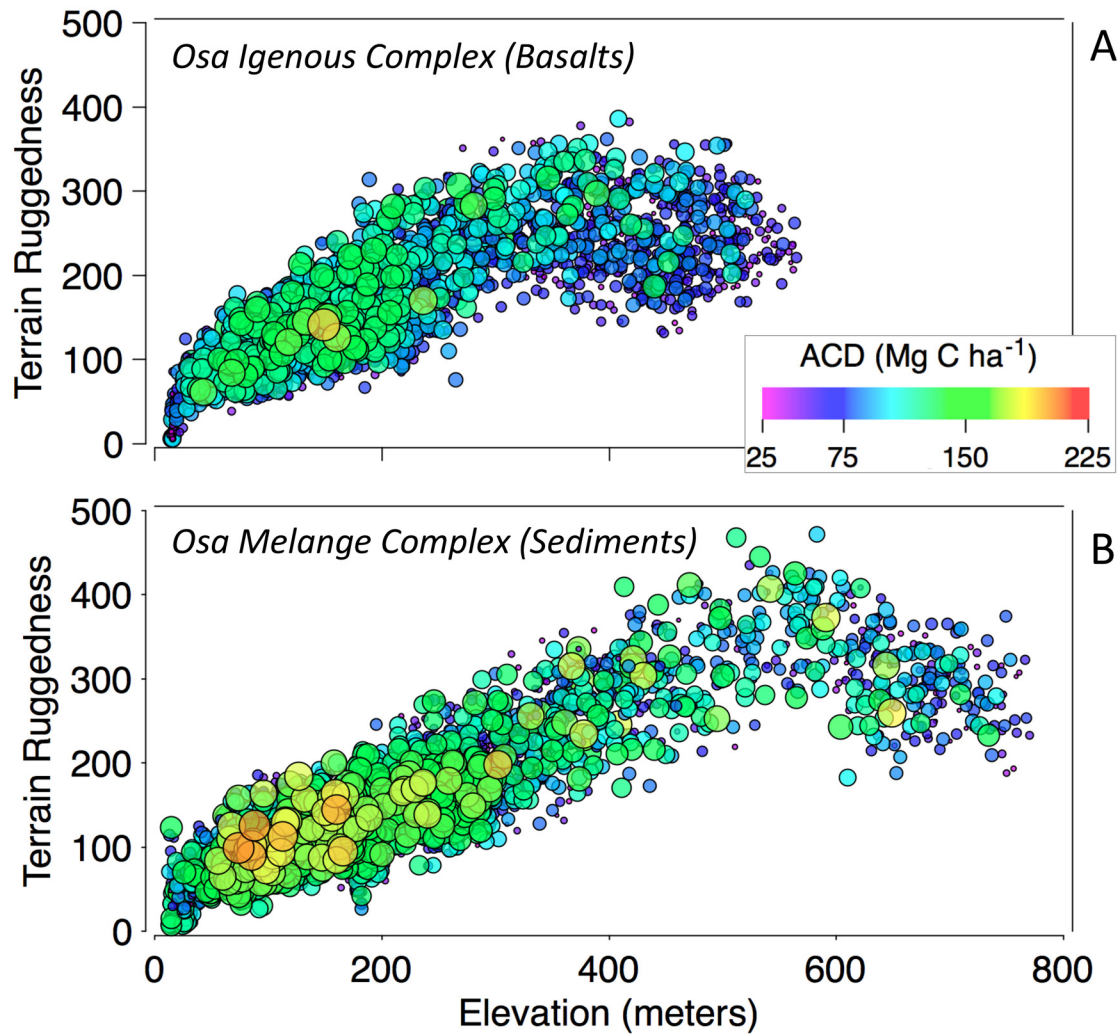 500
400
300
200
100
0
Terrain Ruggedness
Osa Igenous Complex (Basalts)
A
ACD (Mg C ha-1)
25 75 150 225
500
400
300
200
100
0
Terrain Ruggedness
Osa Melange Complex (Sediments)
B
0 200 400 600 800
Elevation (meters)